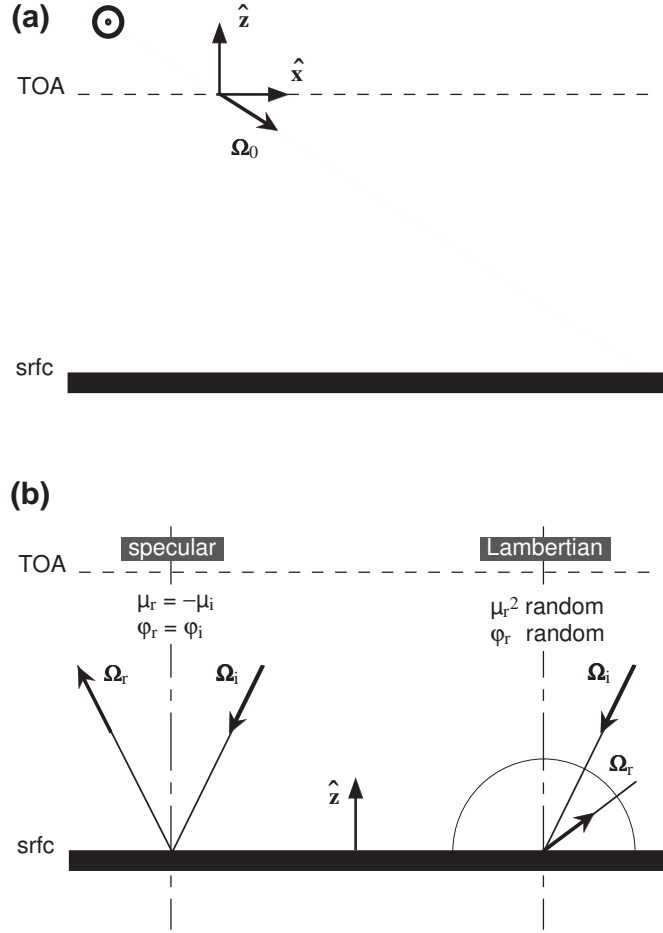 (a)
ẑ
TOA
x̂
Ω₀
srfc
(b)
specular Lambertian
TOA
μᵣ = −μᵢ
φᵣ = φᵢ
μᵣ² random
φᵣ random
Ωᵣ Ωᵢ Ωᵢ
Ωᵣ
ẑ
srfc